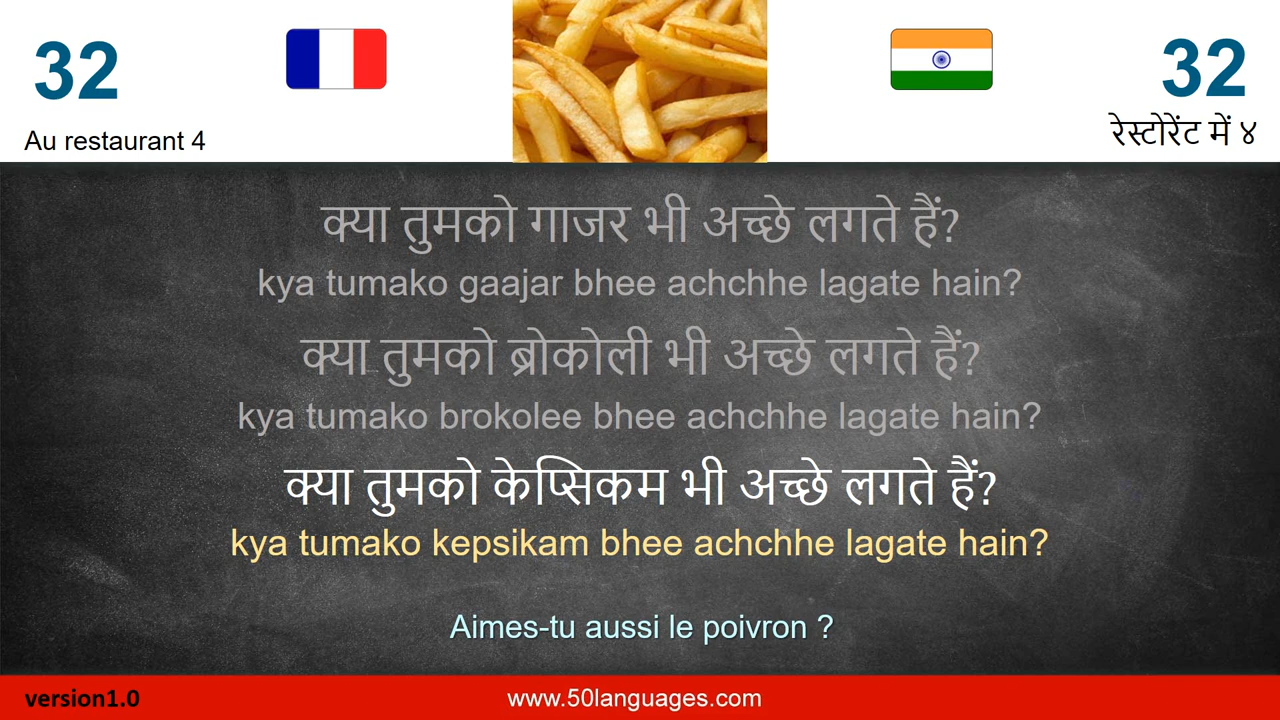 32
32
Au restaurant 4
रेस्टोरेंट में ४
क्या तुमको गाजर भी अच्छे लगते हैं?
kya tumako gaajar bhee achchhe lagate hain?
क्या तुमको ब्रोकोली भी अच्छे लगते हैं?
kya tumako brokolee bhee achchhe lagate hain?
क्या तुमको केप्सिकम भी अच्छे लगते हैं?
kya tumako kepsikam bhee achchhe lagate hain?
Aimes-tu aussi le poivron ?
version1.0
www.50languages.com